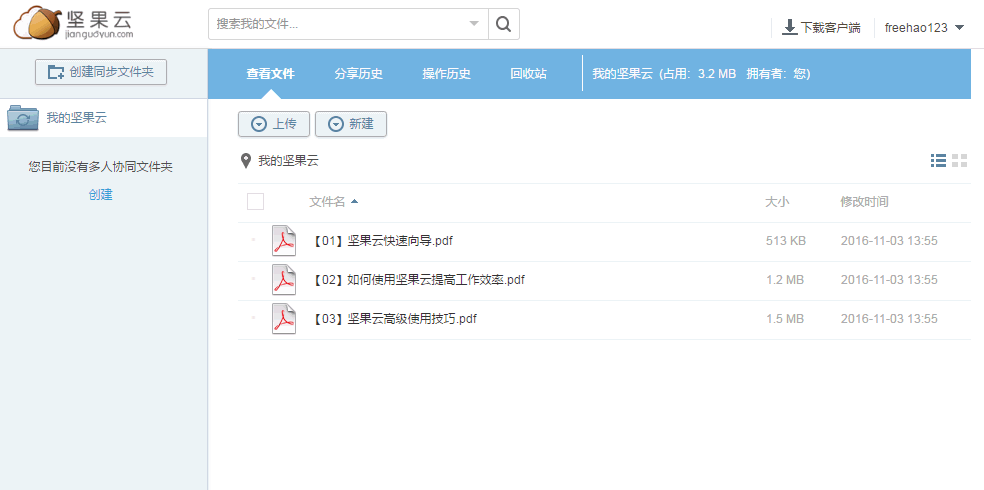 坚果云
jianguoyun.com
搜索我的文件...
下载客户端
freehao123
创建同步文件夹
查看文件
分享历史
操作历史
回收站
我的坚果云 (占用: 3.2 MB 拥有者: 您)
我的坚果云
您目前没有多人协同文件夹
创建
上传
新建
我的坚果云
文件名 大小 修改时间
【01】坚果云快速向导.pdf 513 KB 2016-11-03 13:55
【02】如何使用坚果云提高工作效率.pdf 1.2 MB 2016-11-03 13:55
【03】坚果云高级使用技巧.pdf 1.5 MB 2016-11-03 13:55